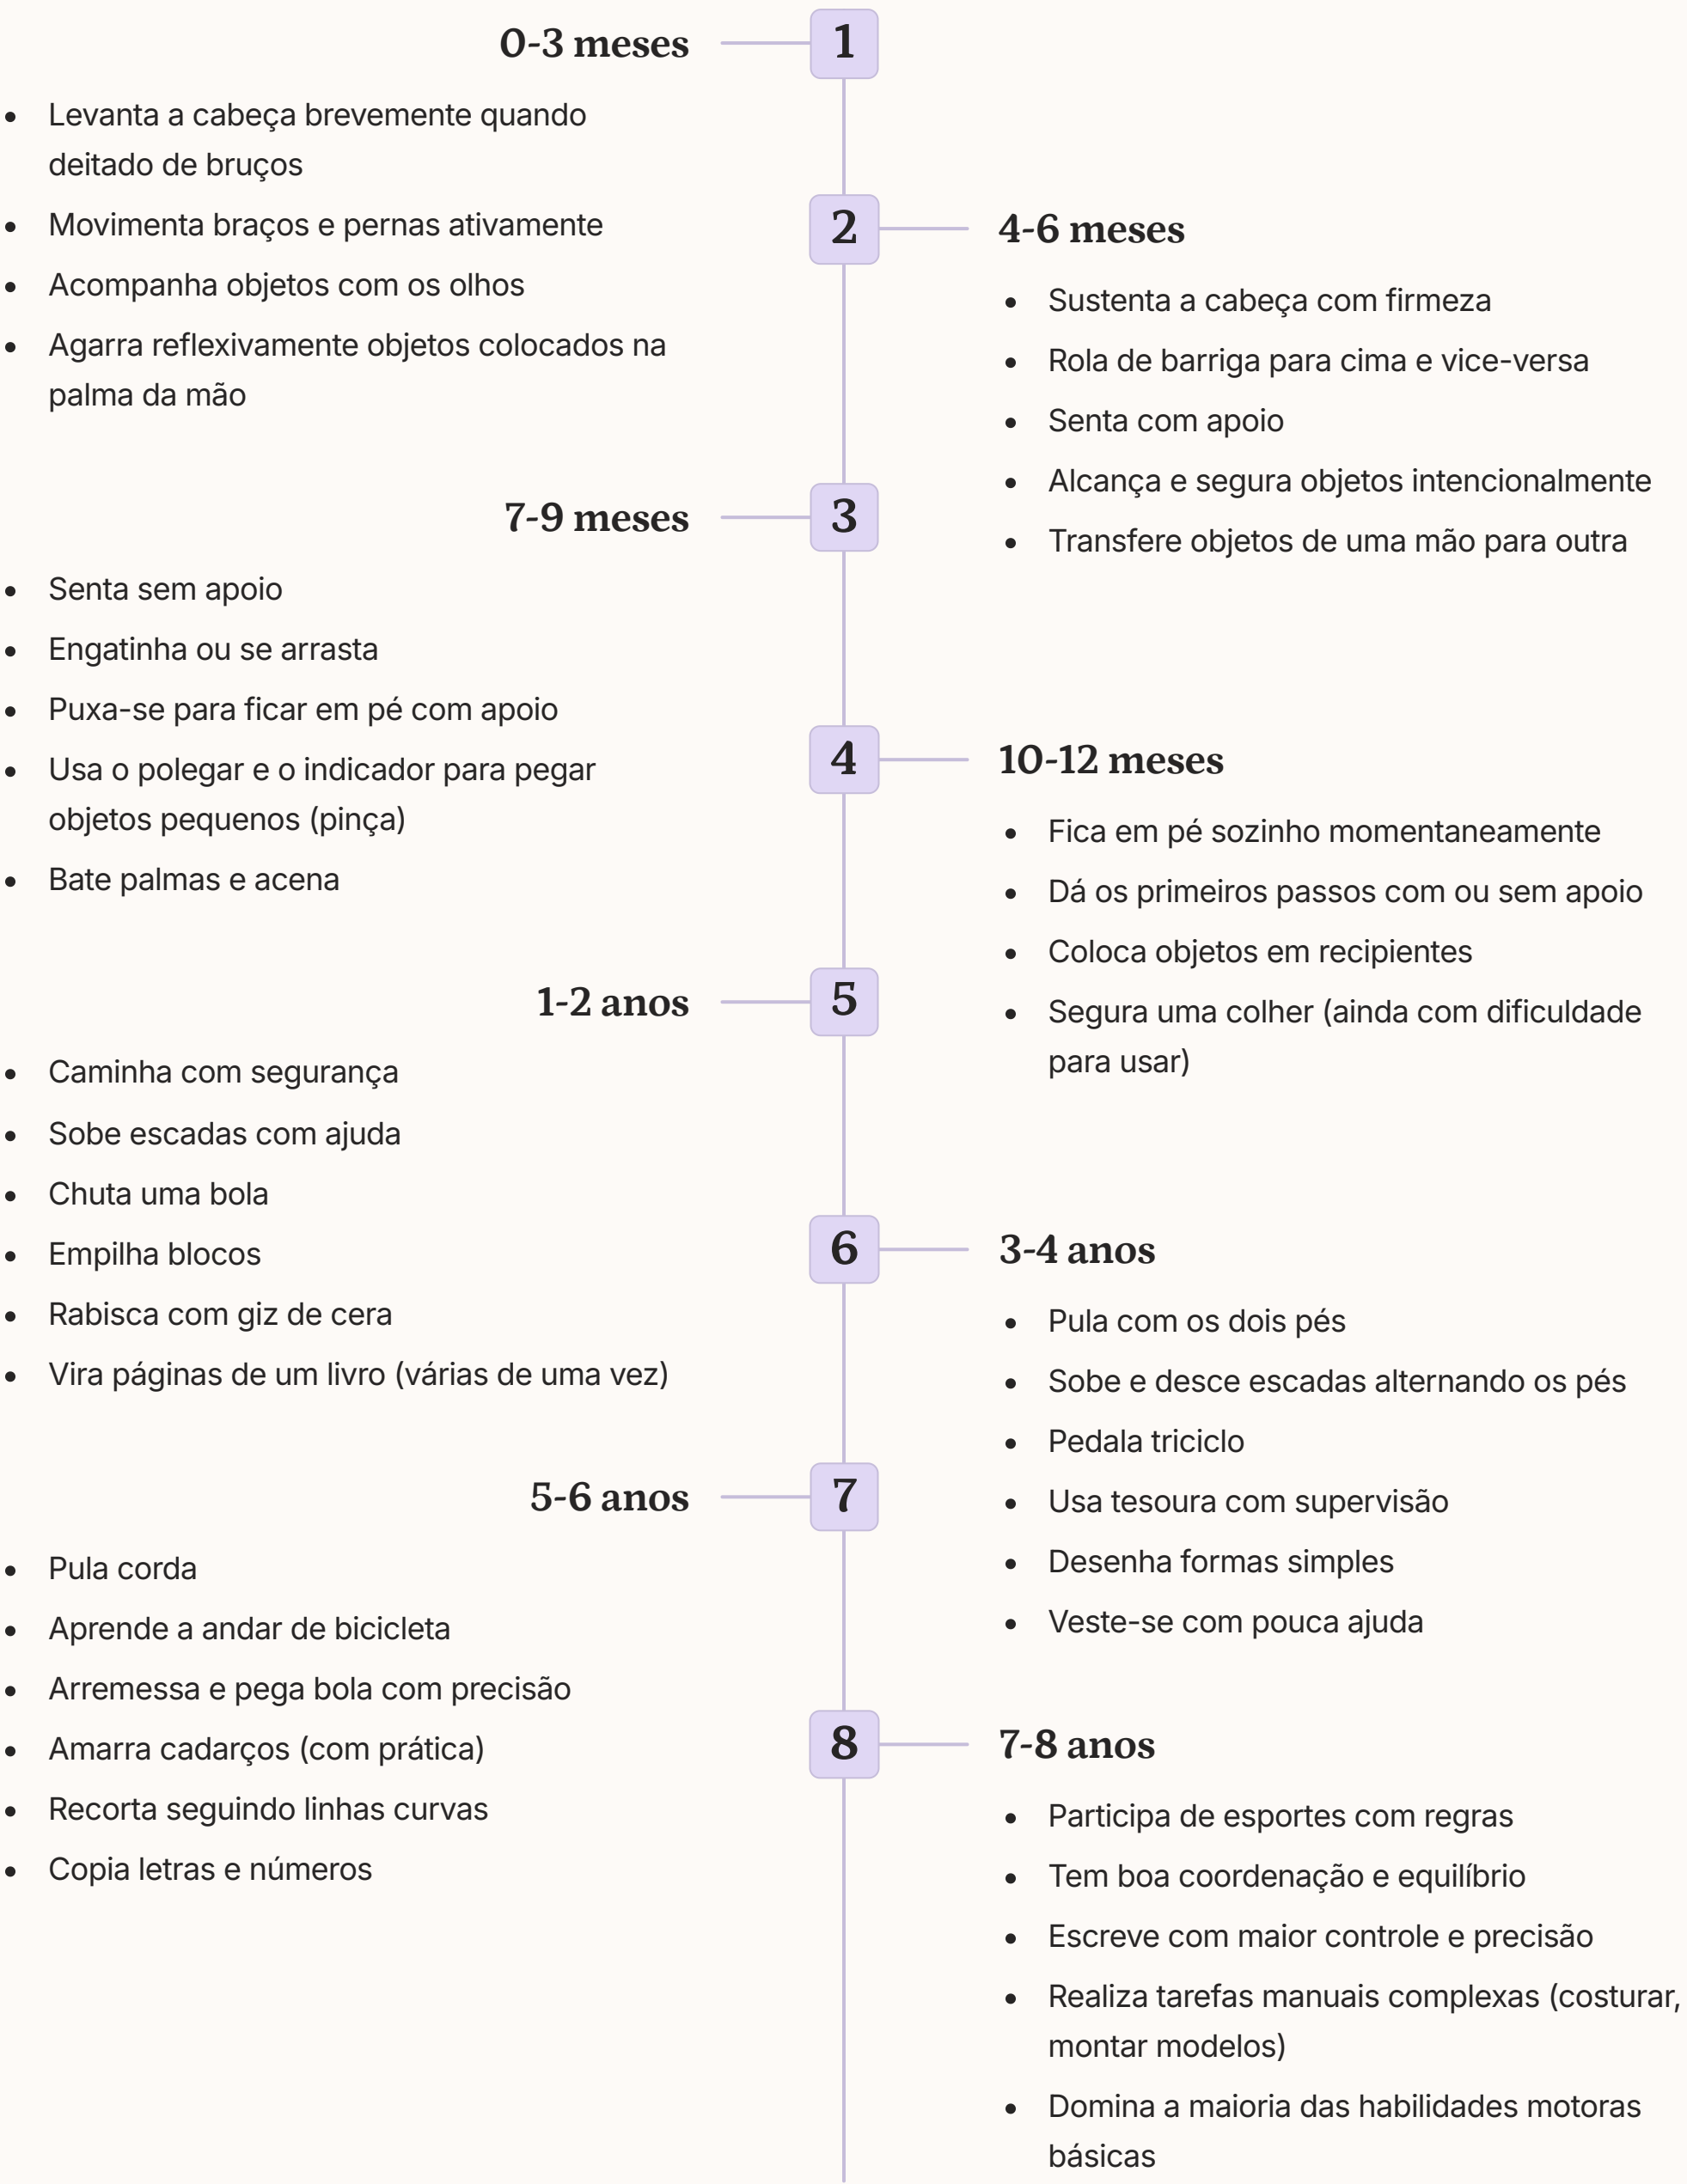 0-3 meses
1
Levanta a cabeça brevemente quando
deitado de bruços
Movimenta braços e pernas ativamente
Acompanha objetos com os olhos
Agarra reflexivamente objetos colocados na
palma da mão
2
4-6 meses
Sustenta a cabeça com firmeza
Rola de barriga para cima e vice-versa
Senta com apoio
Alcança e segura objetos intencionalmente
Transfere objetos de uma mão para outra
7-9 meses
3
Senta sem apoio
Engatinha ou se arrasta
Puxa-se para ficar em pé com apoio
Usa o polegar e o indicador para pegar
objetos pequenos (pinça)
Bate palmas e acena
4
10-12 meses
Fica em pé sozinho momentaneamente
Dá os primeiros passos com ou sem apoio
Coloca objetos em recipientes
Segura uma colher (ainda com dificuldade
para usar)
1-2 anos
5
Caminha com segurança
Sobe escadas com ajuda
Chuta uma bola
Empilha blocos
Rabisca com giz de cera
Vira páginas de um livro (várias de uma vez)
6
3-4 anos
Pula com os dois pés
Sobe e desce escadas alternando os pés
Pedala triciclo
Usa tesoura com supervisão
Desenha formas simples
Veste-se com pouca ajuda
5-6 anos
7
Pula corda
Aprende a andar de bicicleta
Arremessa e pega bola com precisão
Amarra cadarços (com prática)
Recorta seguindo linhas curvas
Copia letras e números
8
7-8 anos
Participa de esportes com regras
Tem boa coordenação e equilíbrio
Escreve com maior controle e precisão
Realiza tarefas manuais complexas (costurar,
montar modelos)
Domina a maioria das habilidades motoras
básicas